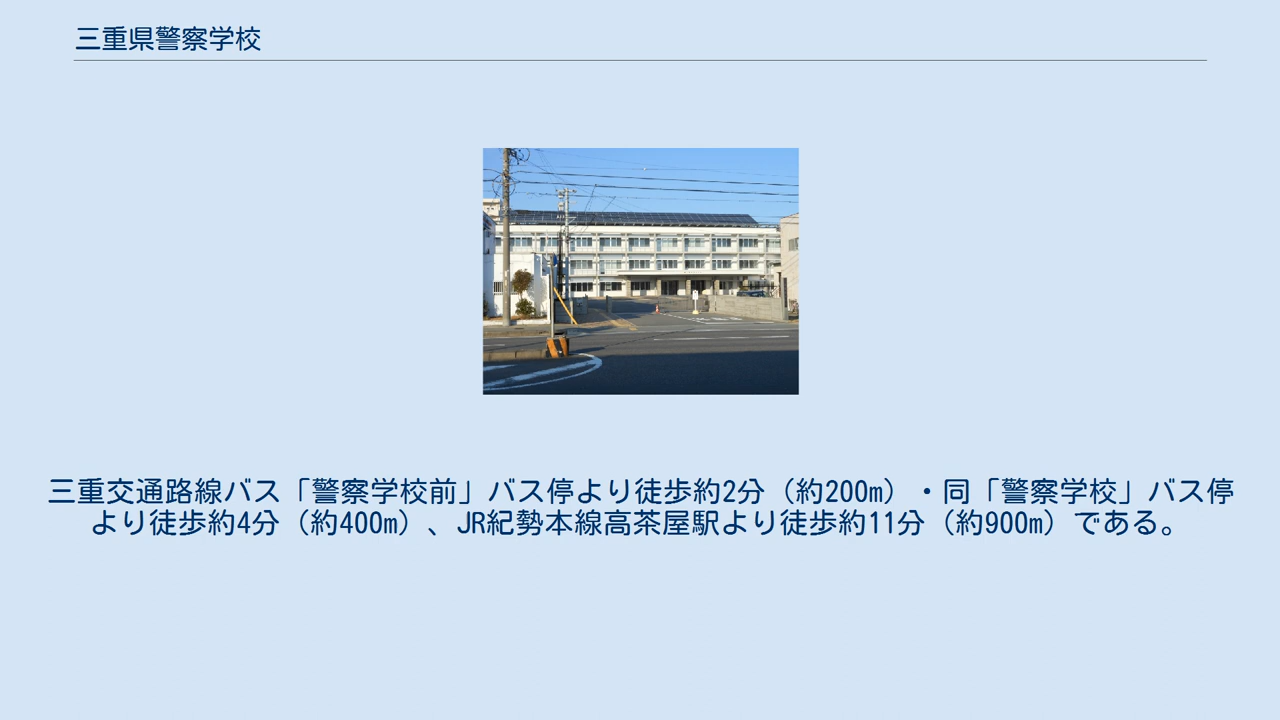 三重県警察学校
三重交通路線バス「警察学校前」バス停より徒歩約2分（約200m）・同「警察学校」バス停
より徒歩約4分（約400m）、JR紀勢本線高茶屋駅より徒歩約11分（約900m）である。